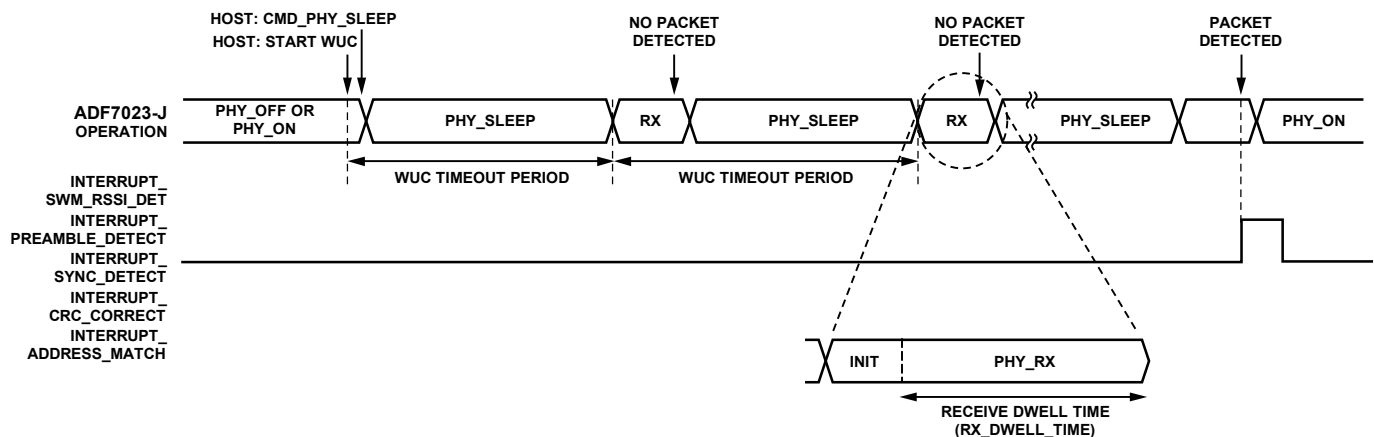 HOST: CMD_PHY_SLEEP
HOST: START WUC
NO PACKET
DETECTED
NO PACKET
DETECTED
PACKET
DETECTED
ADF7023-J
OPERATION
PHY_OFF OR
PHY_ON
PHY_SLEEP
RX
PHY_SLEEP
RX
PHY_SLEEP
PHY_ON
WUC TIMEOUT PERIOD
WUC TIMEOUT PERIOD
INTERRUPT_
SWM_RSSI_DET
INTERRUPT_
PREAMBLE_DETECT
INTERRUPT_
SYNC_DETECT
INTERRUPT_
CRC_CORRECT
INTERRUPT_
ADDRESS_MATCH
INIT
PHY_RX
RECEIVE DWELL TIME
(RX_DWELL_TIME)